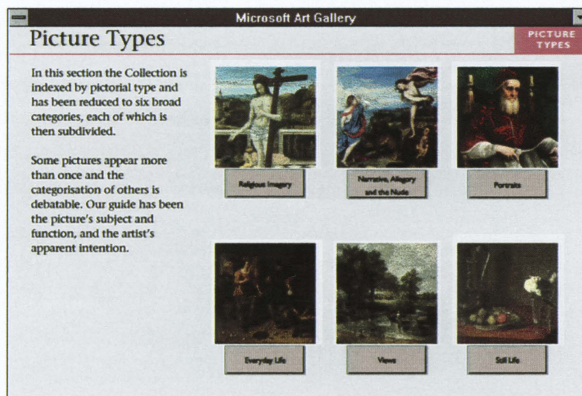 Microsoft Art Gallery
Picture Types
PICTURE
TYPES
In this section the Collection is
indexed by pictorial type and
has been reduced to six broad
categories, each of which is
then subdivided.
Some pictures appear more
than once and the
categorisation of others is
debatable. Our guide has been
the picture's subject and
function, and the artist's
apparent intention.
Religious Imagery
Narrative, Allegory
and the Nude
Portraits
Everyday Life
Views
Still Life